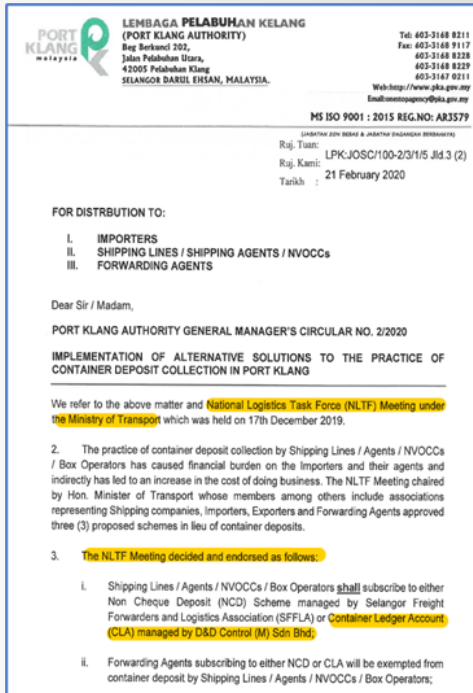 PORT
KLANG
malaysia
LEMBAGA PELABUHAN KELANG
(PORT KLANG AUTHORITY)
Beg Berkunci 202,
Jalan Pelabuhan Utara,
42005 Pelabuhan Klang
SELANGOR DARUL EHSAN, MALAYSIA.
Tel: 603-3168 8211
Fax: 603-3168 9117
603-3168 8228
603-3168 8229
603-3167 0211
Web:http://www.pka.gov.my
Email:onestopagency@pka.gov.my
MS ISO 9001 : 2015 REG.NO: AR3579
(JABATAN ZON BEBAS & JABATAN DAGANGAN BERBAHAYA)
Ruj. Tuan:
Ruj. Kami: LPK:JOSC/100-2/3/1/5 Jld.3 (2)
Tarikh : 21 February 2020
FOR DISTRBUTION TO:
I. IMPORTERS
II. SHIPPING LINES / SHIPPING AGENTS / NVOCCs
III. FORWARDING AGENTS
Dear Sir / Madam,
PORT KLANG AUTHORITY GENERAL MANAGER'S CIRCULAR NO. 2/2020
IMPLEMENTATION OF ALTERNATIVE SOLUTIONS TO THE PRACTICE OF
CONTAINER DEPOSIT COLLECTION IN PORT KLANG
We refer to the above matter and National Logistics Task Force (NLTF) Meeting under
the Ministry of Transport which was held on 17th December 2019.
2. The practice of container deposit collection by Shipping Lines / Agents / NVOCCs
/ Box Operators has caused financial burden on the Importers and their agents and
indirectly has led to an increase in the cost of doing business. The NLTF Meeting chaired
by Hon. Minister of Transport whose members among others include associations
representing Shipping companies, Importers, Exporters and Forwarding Agents approved
three (3) proposed schemes in lieu of container deposits.
3. The NLTF Meeting decided and endorsed as follows:
i. Shipping Lines / Agents / NVOCCs / Box Operators shall subscribe to either
Non Cheque Deposit (NCD) Scheme managed by Selangor Freight
Forwarders and Logistics Association (SFFLA) or Container Ledger Account
(CLA) managed by D&D Control (M) Sdn Bhd;
ii. Forwarding Agents subscribing to either NCD or CLA will be exempted from
container deposit by Shipping Lines / Agents / NVOCCs / Box Operators;